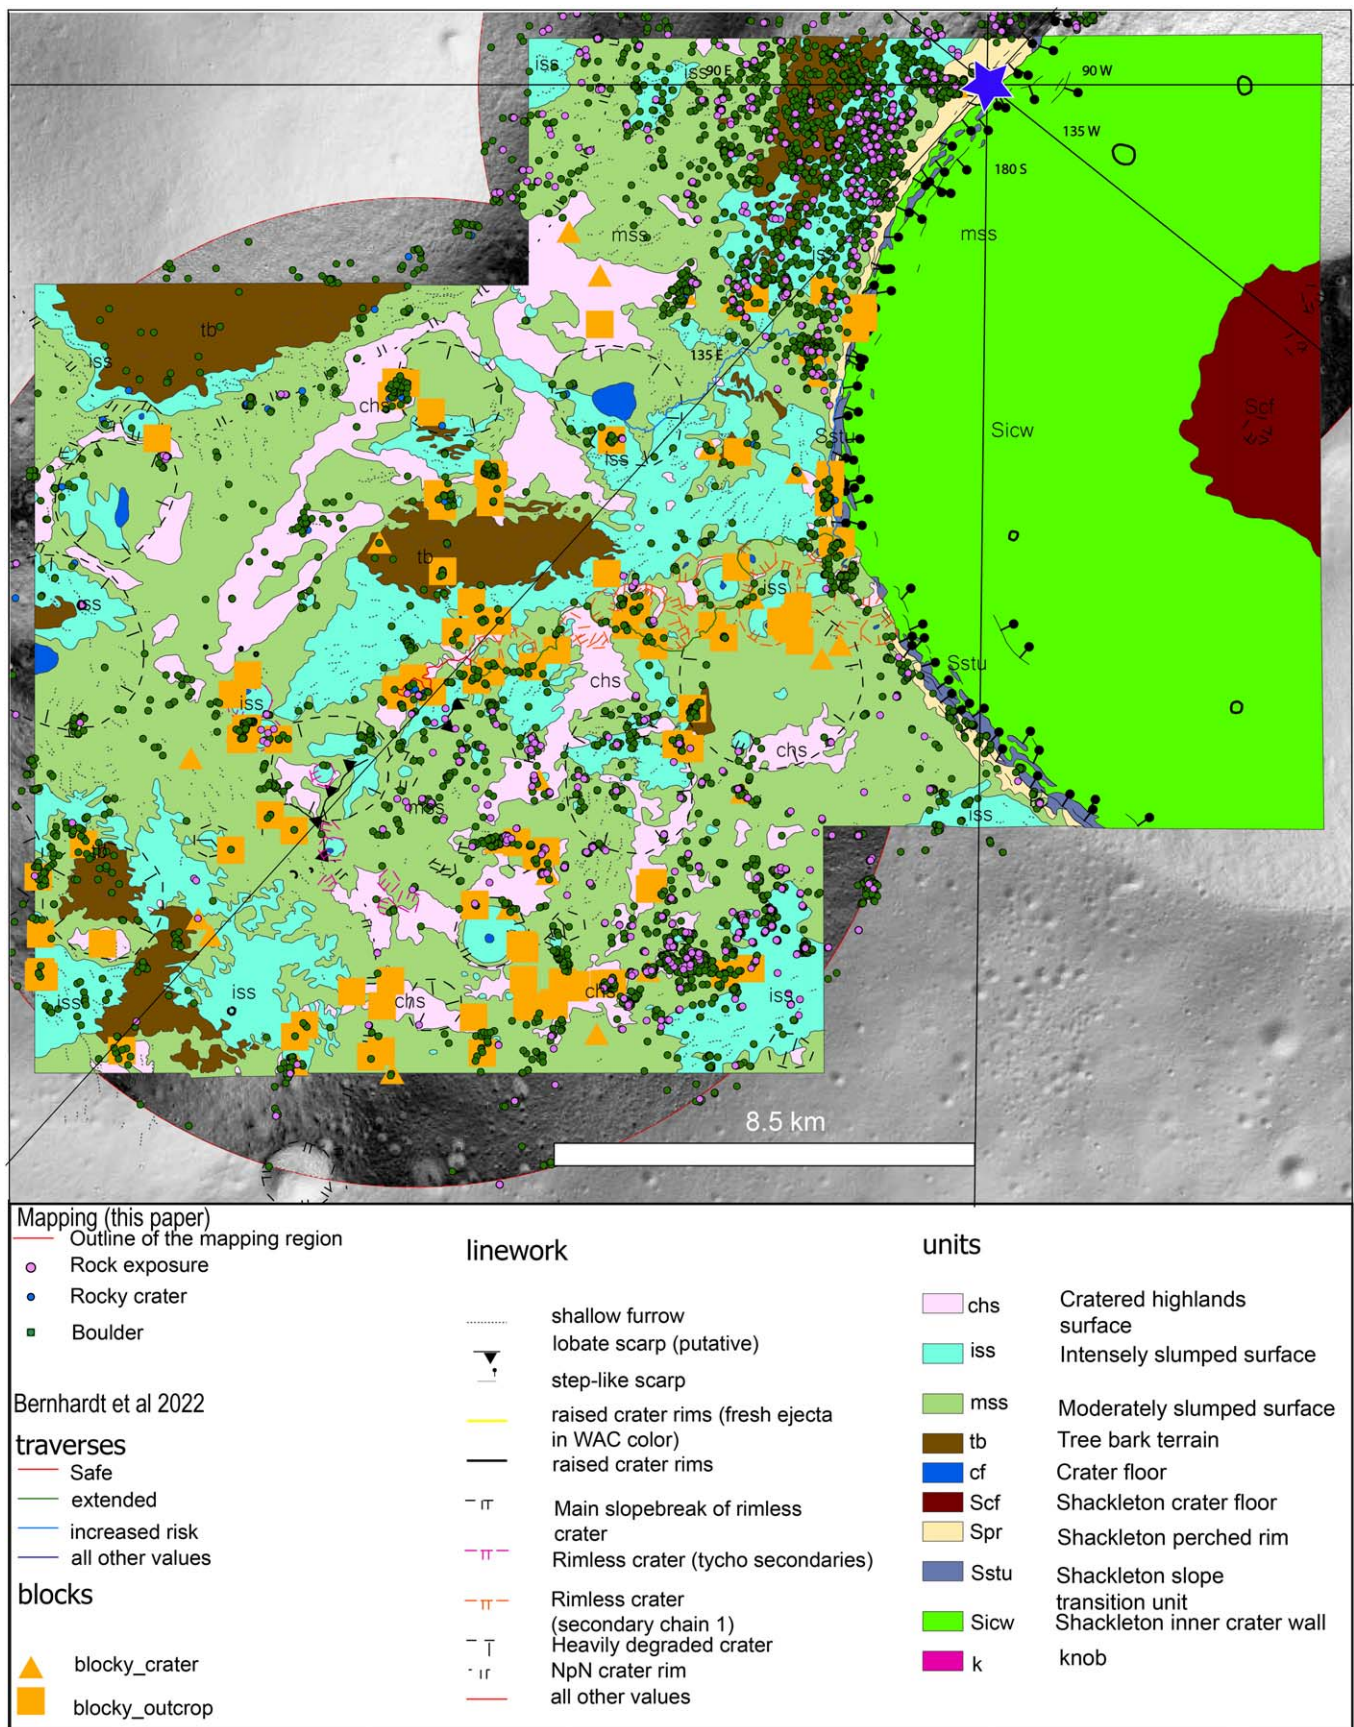 iss
iss
90 E
90 W
135 W
180 S
mss
mss
iss
tb
iss
135 E
chs
Scf
Sicw
Sstu
iss
tb
iss
iss
chs
Sstu
iss
chs
mss
iss
iss
iss
chs
chs
iss
8.5 km
Mapping (this paper)
Outline of the mapping region
Rock exposure
Rocky crater
Boulder
Bernhardt et al 2022
traverses
Safe
extended
increased risk
all other values
blocks
blocky_crater
blocky_outcrop
linework
shallow furrow
lobate scarp (putative)
step-like scarp
raised crater rims (fresh ejecta
in WAC color)
raised crater rims
Main slopebreak of rimless
crater
Rimless crater (tycho secondaries)
Rimless crater
(secondary chain 1)
Heavily degraded crater
NpN crater rim
all other values
units
chs Cratered highlands
surface
iss Intensely slumped surface
mss Moderately slumped surface
tb Tree bark terrain
cf Crater floor
Scf Shackleton crater floor
Spr Shackleton perched rim
Sstu Shackleton slope
transition unit
Sicw Shackleton inner crater wall
k knob